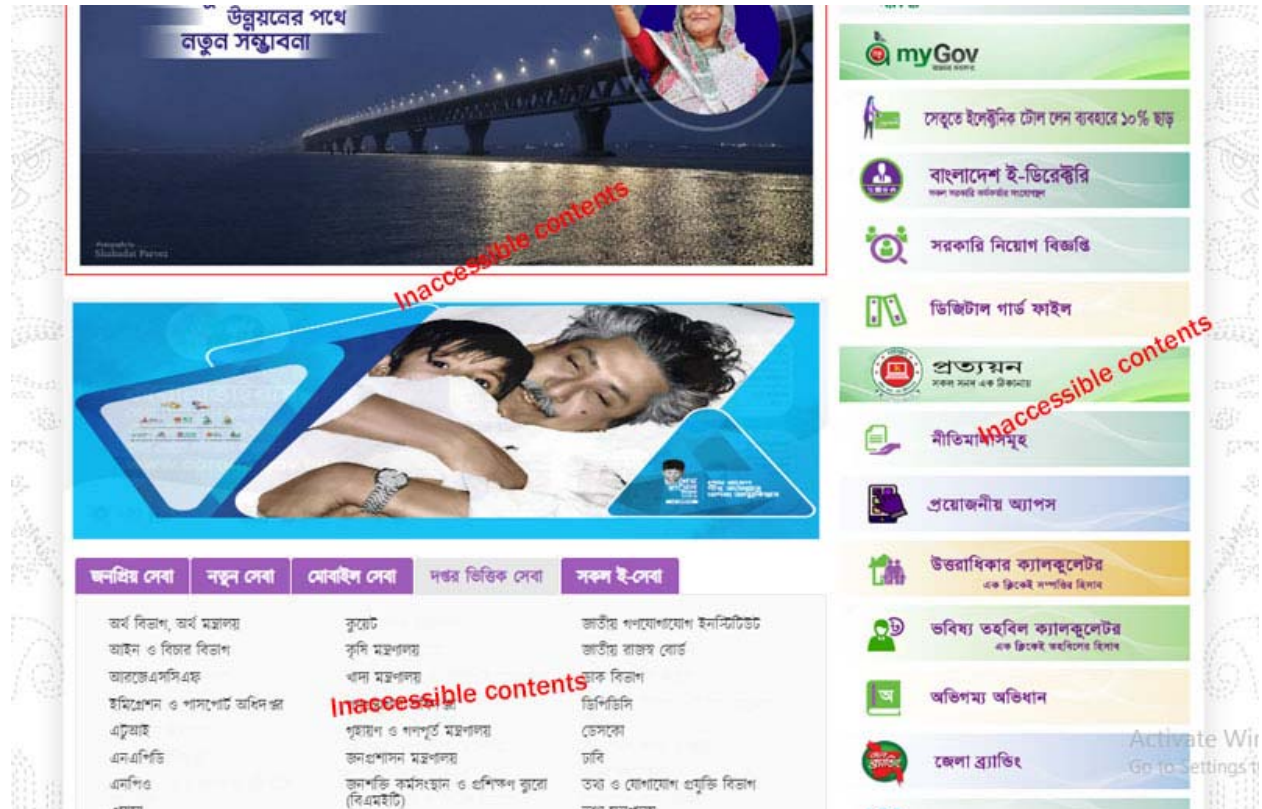 উন্নয়নের পথে
নতুন সম্ভাবনা
Photography by
Shahadat Parvez
Inaccessible contents
myGov
সেতুতে ইলেক্ট্রনিক টোল লেন ব্যবহারে ১০% ছাড়
বাংলাদেশ ই-ডিরেক্টরি
সরকারি নিয়োগ বিজ্ঞপ্তি
ডিজিটাল গার্ড ফাইল
প্রত্যয়ন
সকল সনদ এক ঠিকানায়
Inaccessible contents
নীতিমালাসমূহ
প্রয়োজনীয় অ্যাপস
উত্তরাধিকার ক্যালকুলেটর
এক ক্লিকেই সম্পত্তির হিসাব
ভবিষ্য তহবিল ক্যালকুলেটর
এক ক্লিকেই তহবিলের হিসাব
অ
অভিগম্য অভিধান
জেলা ব্র্যান্ডিং
জনপ্রিয় সেবা নতুন সেবা মোবাইল সেবা দপ্তর ভিত্তিক সেবা সকল ই-সেবা
অর্থ বিভাগ, অর্থ মন্ত্রালয়
আইন ও বিচার বিভাগ
আরজেএসসিএফ
ইমিগ্রেশন ও পাসপোর্ট অধিদপ্তর
এটুআই
এনএপিডি
এনপিও
কুয়েট
কৃষি মন্ত্রণালয়
খাদ্য মন্ত্রণালয়
Inaccessible contents
গৃহায়ণ ও গণপূর্ত মন্ত্রণালয়
জনপ্রশাসন মন্ত্রণালয়
জনশক্তি কর্মসংস্থান ও প্রশিক্ষণ ব্যুরো
(বিএমইটি)
জাতীয় গণযোগাযোগ ইনস্টিটিউট
জাতীয় রাজস্ব বোর্ড
ডাক বিভাগ
ডিপিডিসি
ডেসকো
ঢাবি
তথ্য ও যোগাযোগ প্রযুক্তি বিভাগ
Activate Win
Go to Settings t